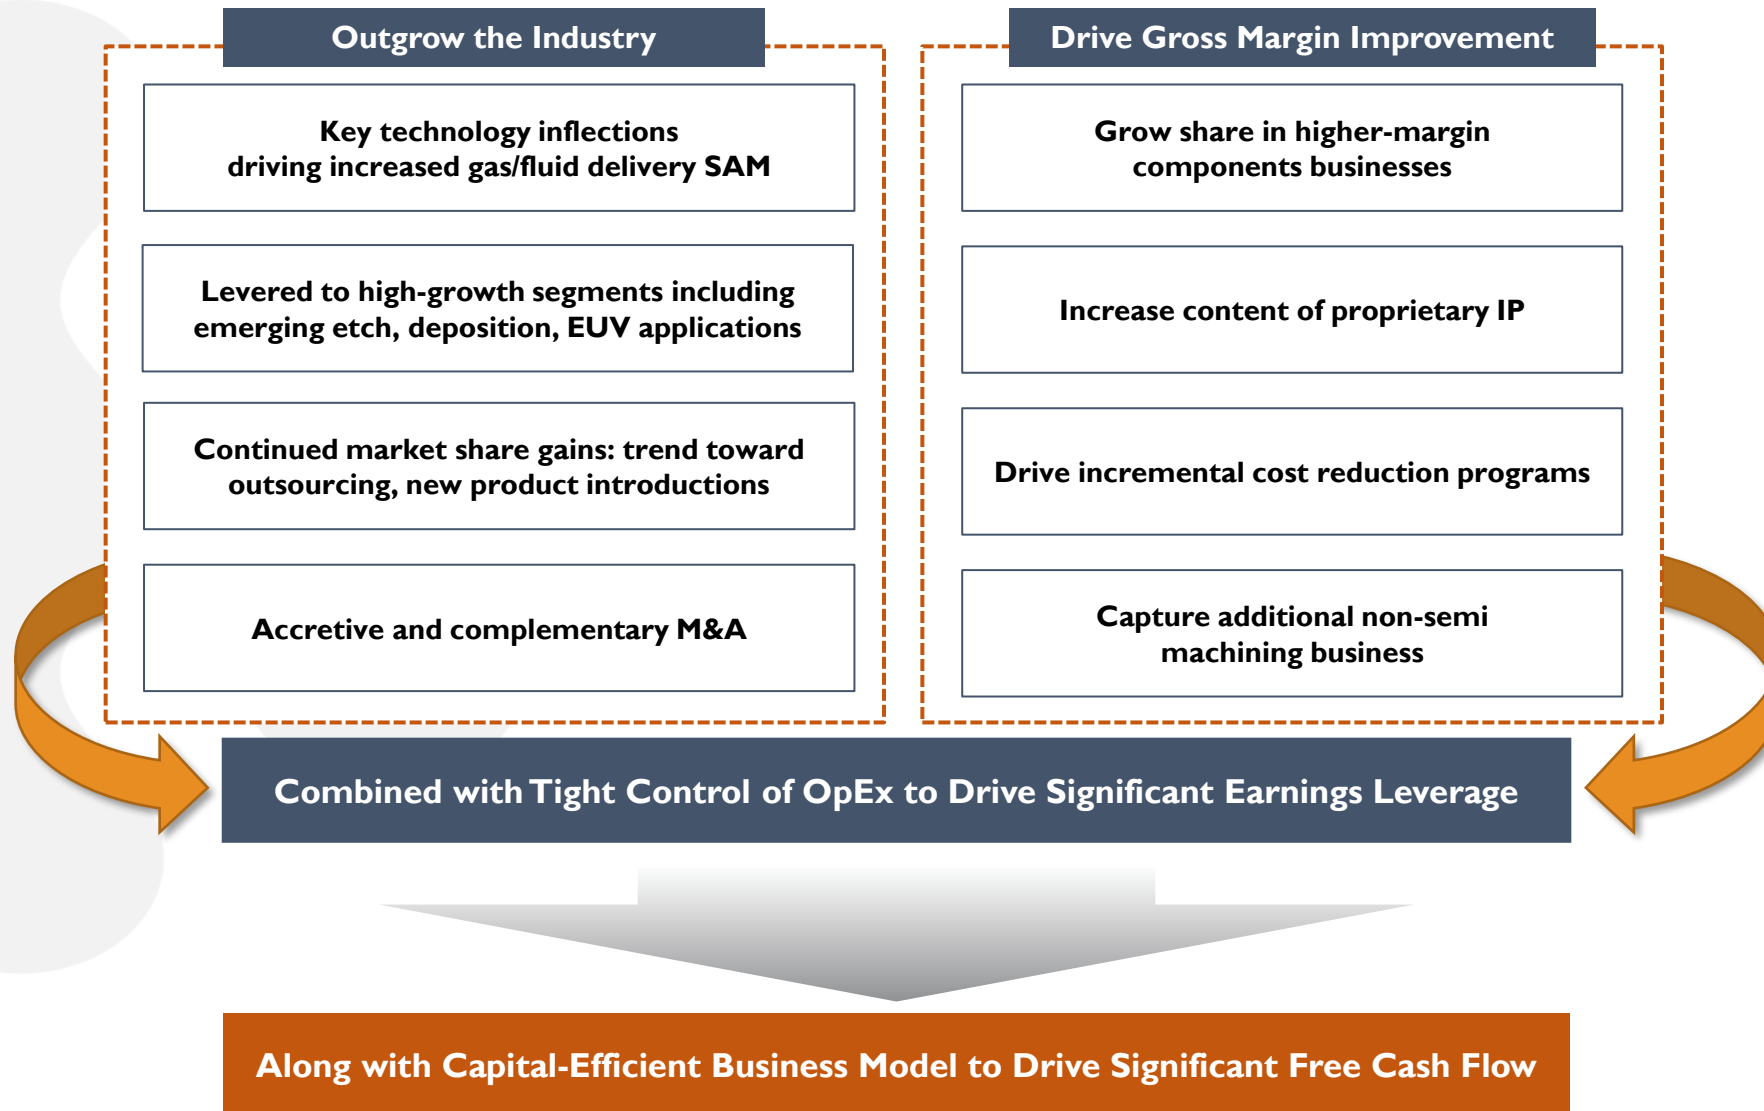 Outgrow the Industry
Key technology inflections
driving increased gas/fluid delivery SAM
Levered to high-growth segments including
emerging etch, deposition, EUV applications
Continued market share gains: trend toward
outsourcing, new product introductions
Accretive and complementary M&A
Drive Gross Margin Improvement
Grow share in higher-margin
components businesses
Increase content of proprietary IP
Drive incremental cost reduction programs
Capture additional non-semi
machining business
Combined with Tight Control of OpEx to Drive Significant Earnings Leverage
Along with Capital-Efficient Business Model to Drive Significant Free Cash Flow